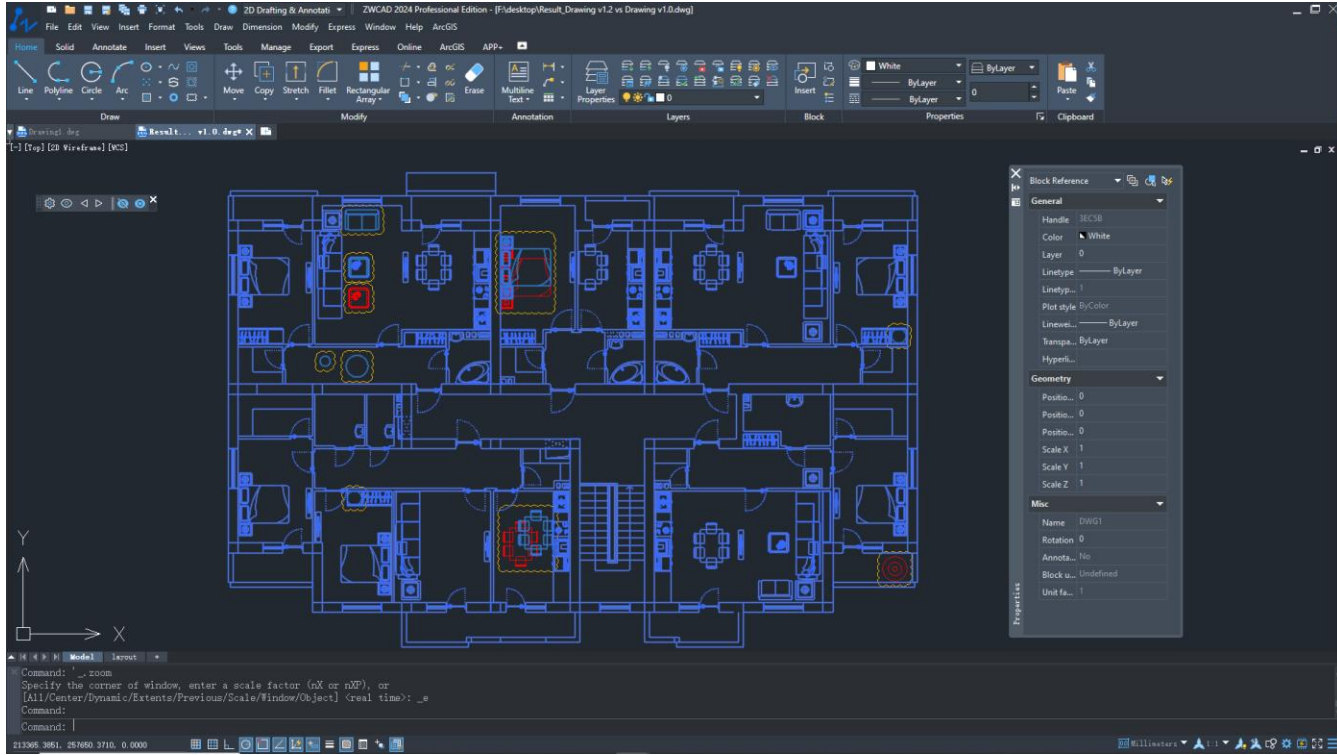 2D Drafting & Annotati
ZWCAD 2024 Professional Edition - [F:\desktop\Result_Drawing v1.2 vs Drawing v1.0.dwg]
File Edit View Insert Format Tools Draw Dimension Modify Express Window Help ArcGIS
Home Solid Annotate Insert Views Tools Manage Export Express Online ArcGIS APP+
Line Polyline Circle Arc
Move Copy Stretch Fillet Rectangular Array
Erase
Multiline Text
Layer Properties
0
Insert
White
ByLayer
ByLayer
ByLayer
0
Paste
Draw Modify Annotation Layers Block Properties Clipboard
Drawing1.dwg Result... v1.0.dwg* X
[-] [Top] [2D Wireframe] [WCS]
Block Reference
General
Handle 3EC5B
Color White
Layer 0
Linetype ByLayer
Linetyp... 1
Plot style ByColor
Linewei... ByLayer
Transpa... ByLayer
Hyperli...
Geometry
Positio... 0
Positio... 0
Positio... 0
Scale X 1
Scale Y 1
Scale Z 1
Misc
Name DWG1
Rotation 0
Annota... No
Block u... Undefined
Unit fa... 1
Properties
Y
X
Model layout +
Command: '_.zoom
Specify the corner of window, enter a scale factor (nX or nXP), or
[All/Center/Dynamic/Extents/Previous/Scale/Window/Object] <real time>: _e
Command:
Command:
213365.3851, 257650.3710, 0.0000
Millimeters 1:1